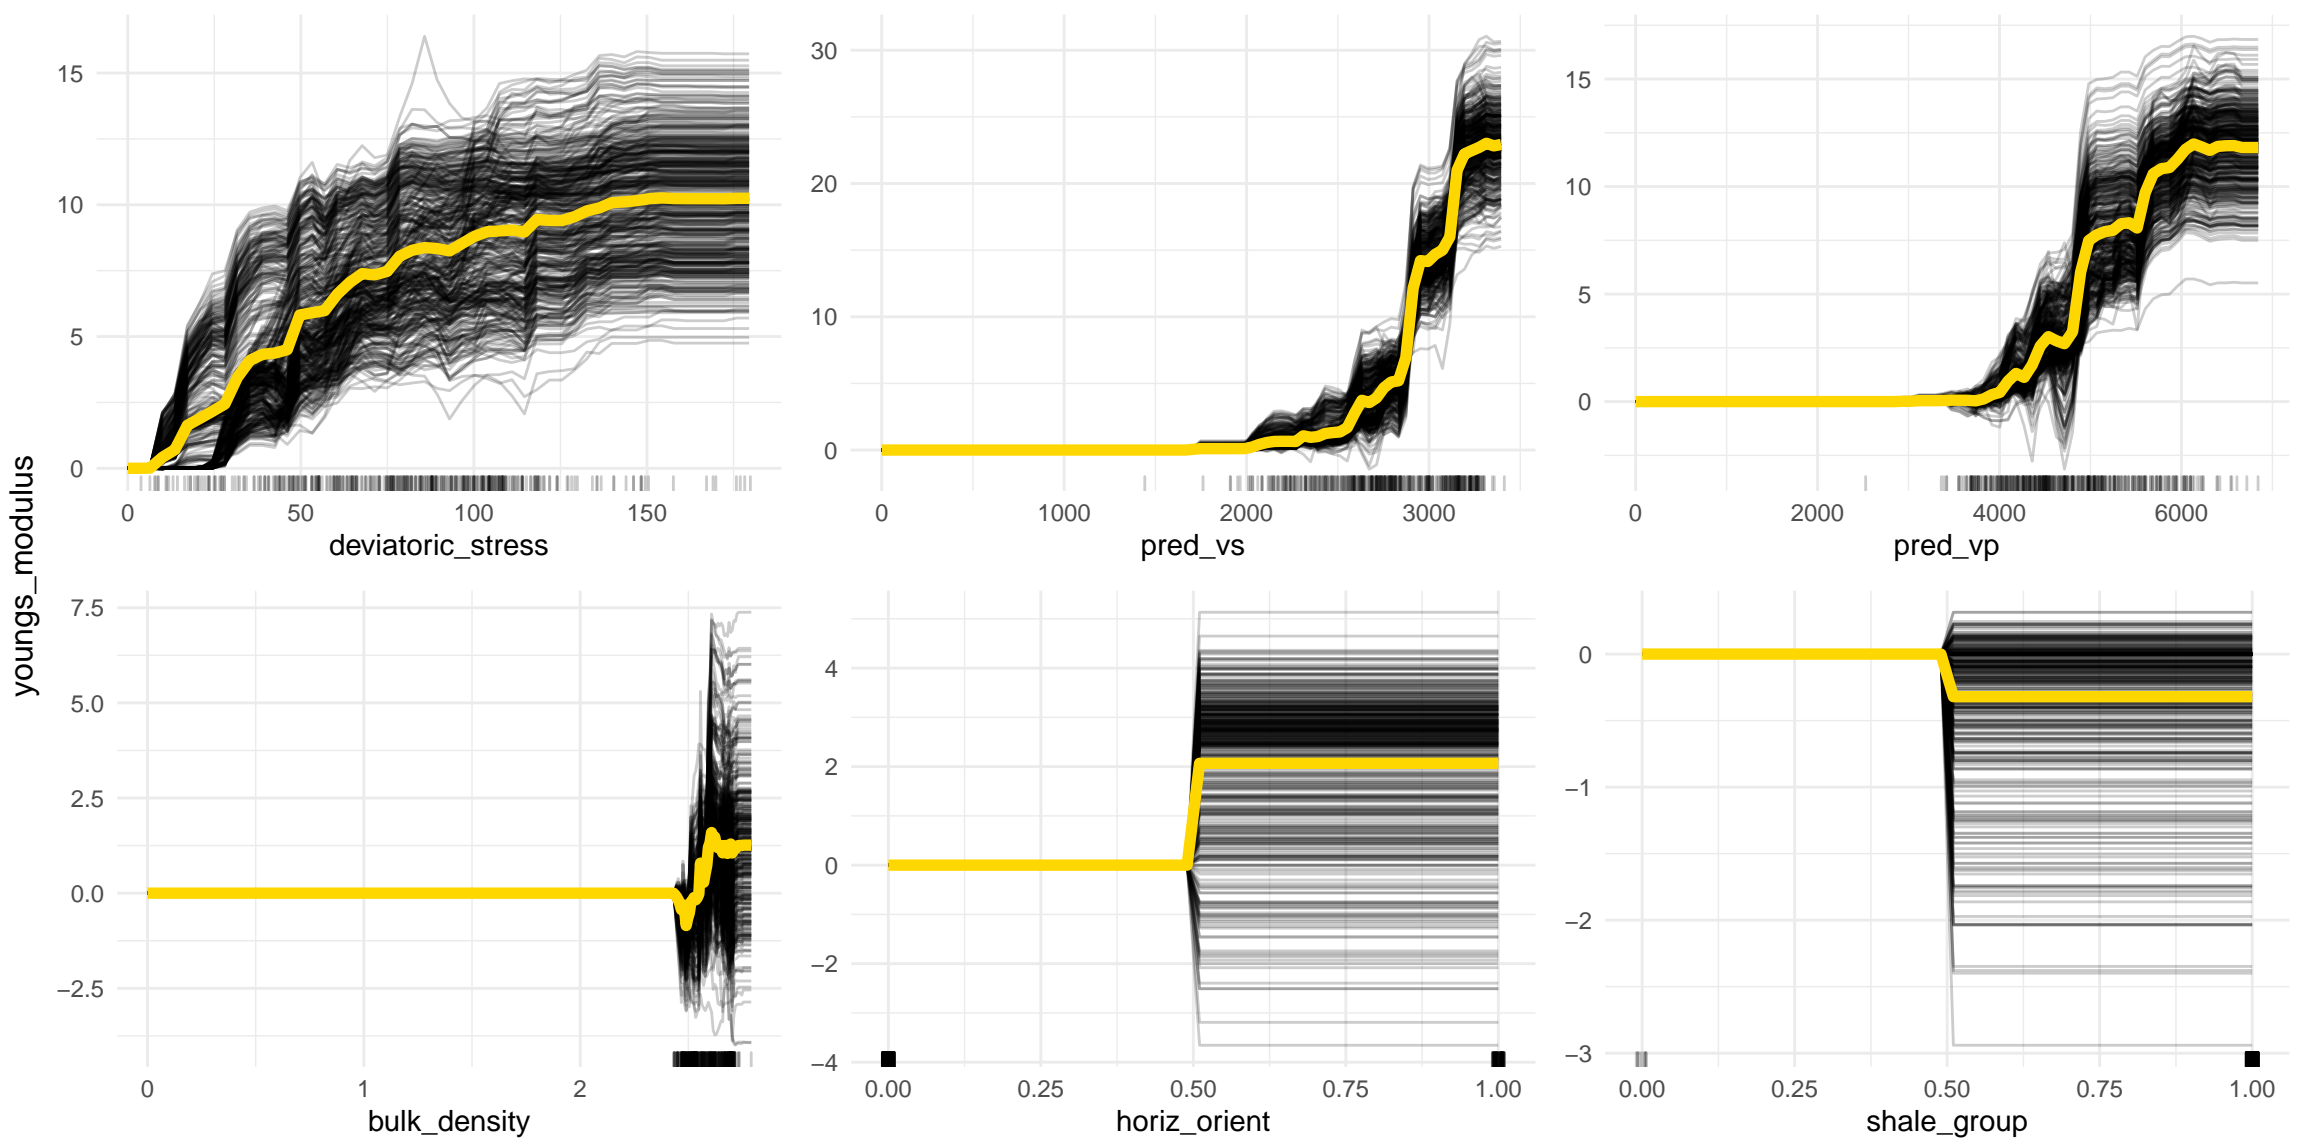 youngs_modulus
15
10
5
0
0 50 100 150
deviatoric_stress
30
20
10
0
0 1000 2000 3000
pred_vs
15
10
5
0
0 2000 4000 6000
pred_vp
7.5
5.0
2.5
0.0
−2.5
0 1 2
bulk_density
4
2
0
−2
−4
0.00 0.25 0.50 0.75 1.00
horiz_orient
0
−1
−2
−3
0.00 0.25 0.50 0.75 1.00
shale_group